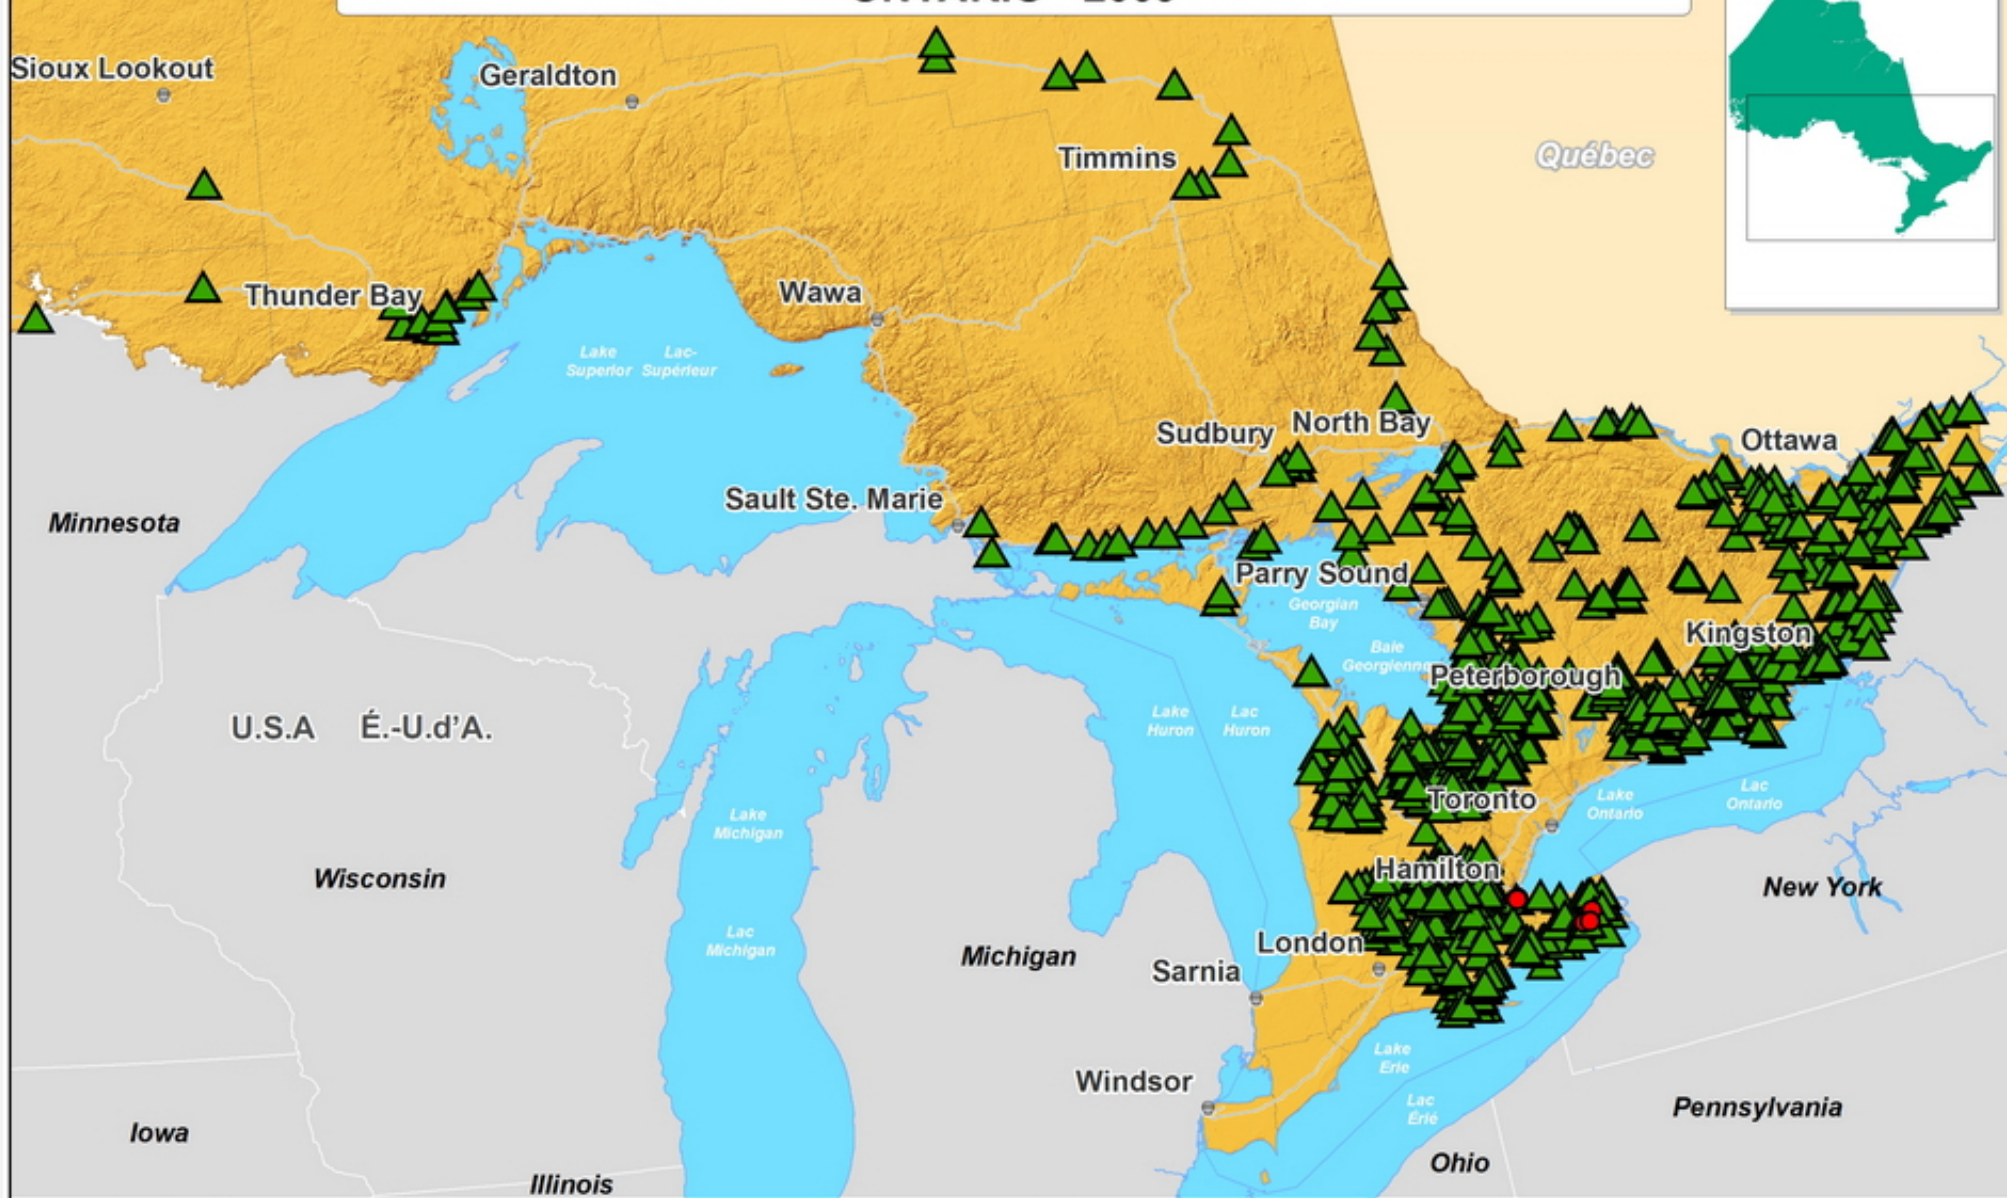 Sioux Lookout
Geraldton
Timmins
Québec
Thunder Bay
Wawa
Lake Lac-
Superior Supérieur
Sudbury
North Bay
Ottawa
Sault Ste. Marie
Minnesota
Parry Sound
Georgian
Bay
Baie
Georgienne
Kingston
Peterborough
U.S.A É.-U.d'A.
Lake
Huron
Lac
Huron
Lake
Michigan
Toronto
Lake
Ontario
Lac
Ontario
Wisconsin
Hamilton
New York
Lac
Michigan
Michigan
London
Sarnia
Lake
Erie
Windsor
Lac
Érié
Pennsylvania
Iowa
Ohio
Illinois